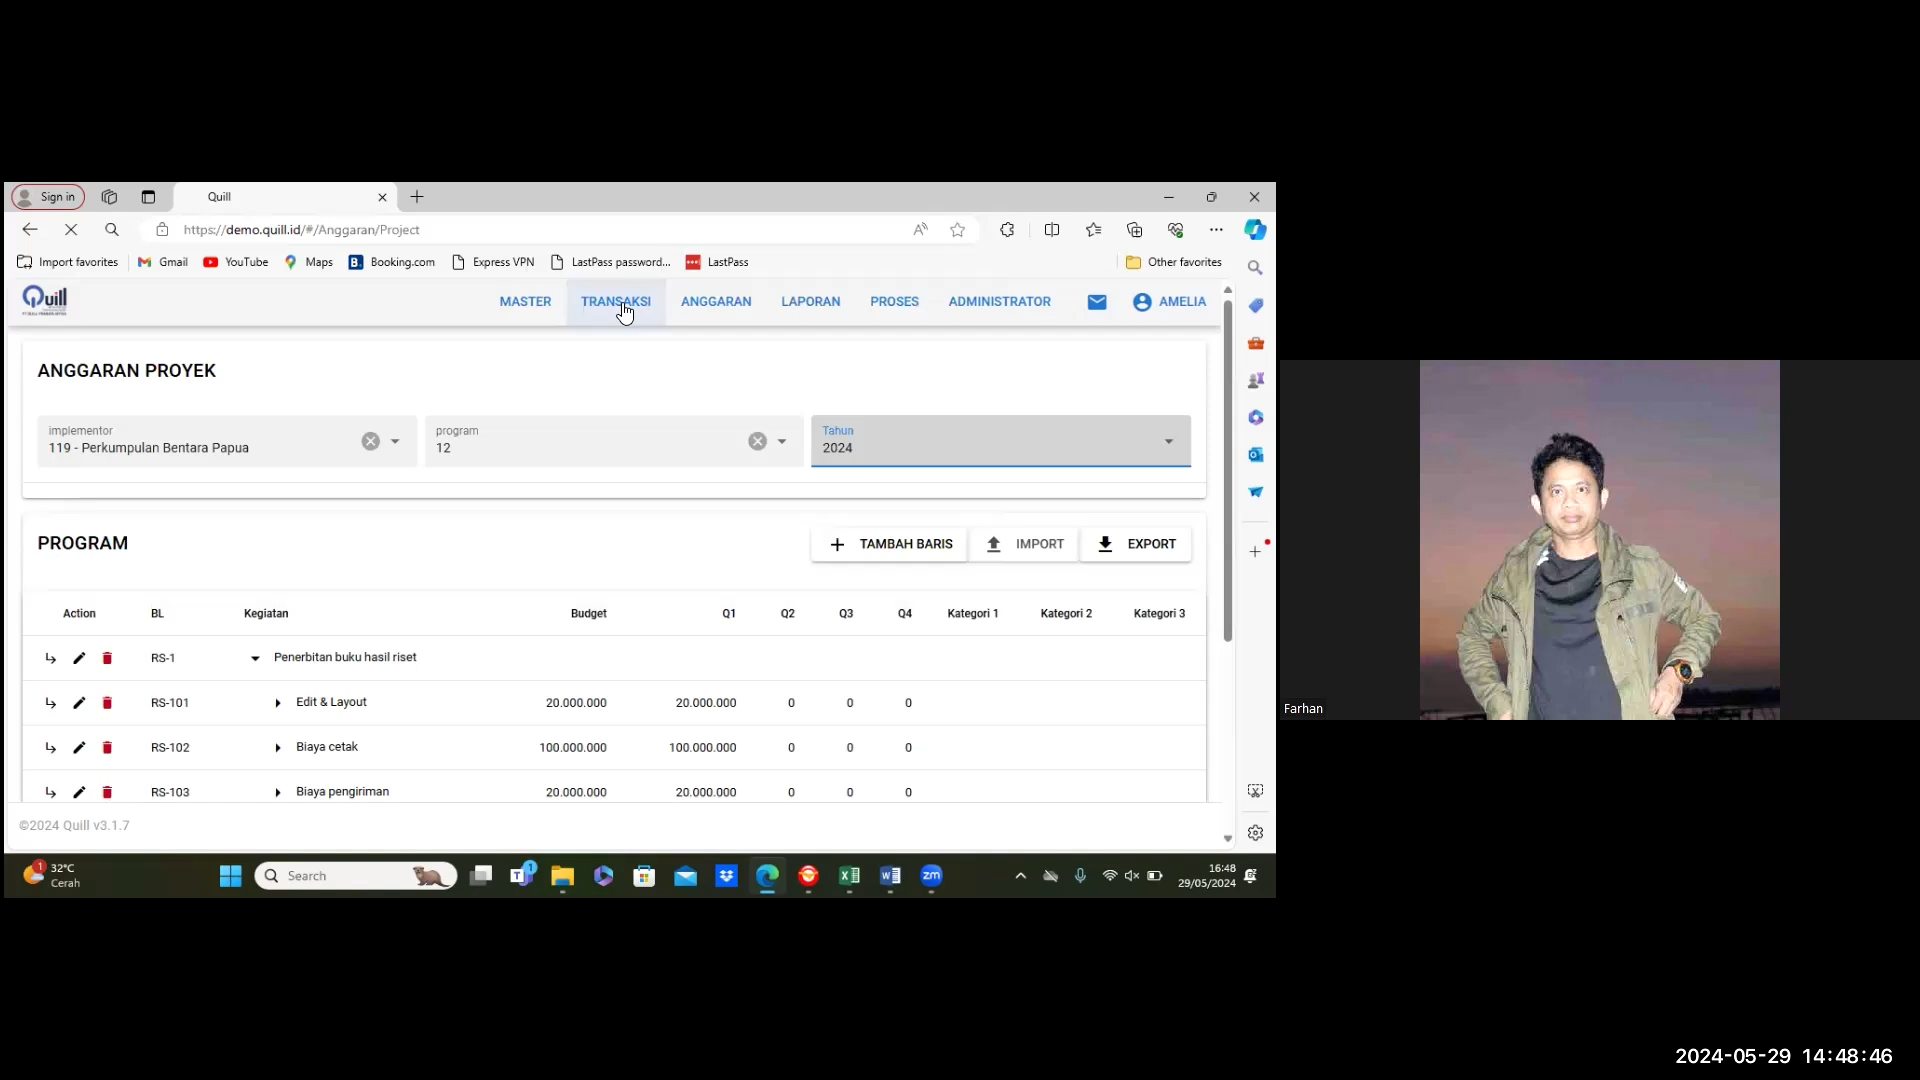 Sign in
Quill
https://demo.quill.id/#/Anggaran/Project
Import favorites
Gmail
YouTube
Maps
Booking.com
Express VPN
LastPass password...
LastPass
Other favorites
Quill
MASTER
TRANSAKSI
ANGGARAN
LAPORAN
PROSES
ADMINISTRATOR
AMELIA
ANGGARAN PROYEK
implementor
119 - Perkumpulan Bentara Papua
program
12
Tahun
2024
PROGRAM
TAMBAH BARIS
IMPORT
EXPORT
Action BL Kegiatan Budget Q1 Q2 Q3 Q4 Kategori 1 Kategori 2 Kategori 3
RS-1 Penerbitan buku hasil riset
RS-101 Edit & Layout 20.000.000 20.000.000 0 0 0
RS-102 Biaya cetak 100.000.000 100.000.000 0 0 0
RS-103 Biaya pengiriman 20.000.000 20.000.000 0 0 0
©2024 Quill v3.1.7
1
32°C
Cerah
Search
1
zm
16:48
29/05/2024
Farhan
2024-05-29 14:48:46